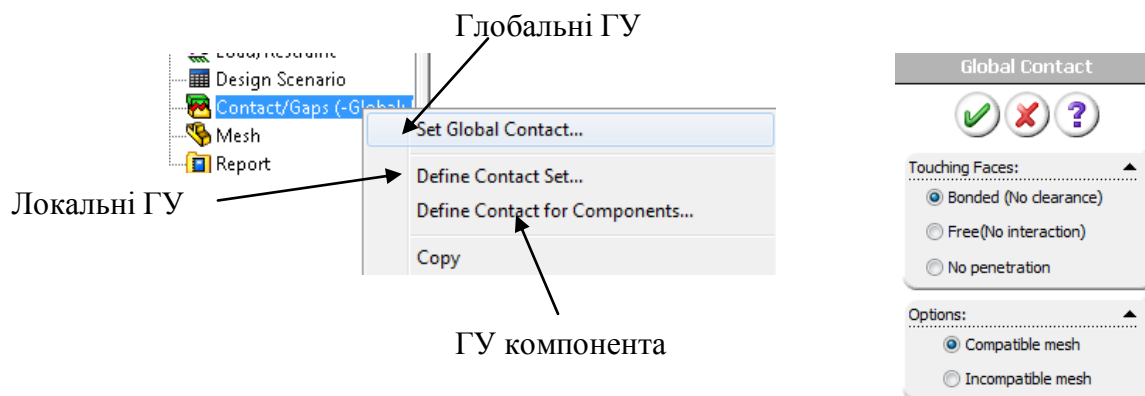 Глобальні ГУ
Load/Restraint
Design Scenario
Contact/Gaps (-Global:
Mesh
Report
Set Global Contact...
Define Contact Set...
Define Contact for Components...
Copy
Локальні ГУ
ГУ компонента
Global Contact
Touching Faces:
Bonded (No clearance)
Free(No interaction)
No penetration
Options:
Compatible mesh
Incompatible mesh